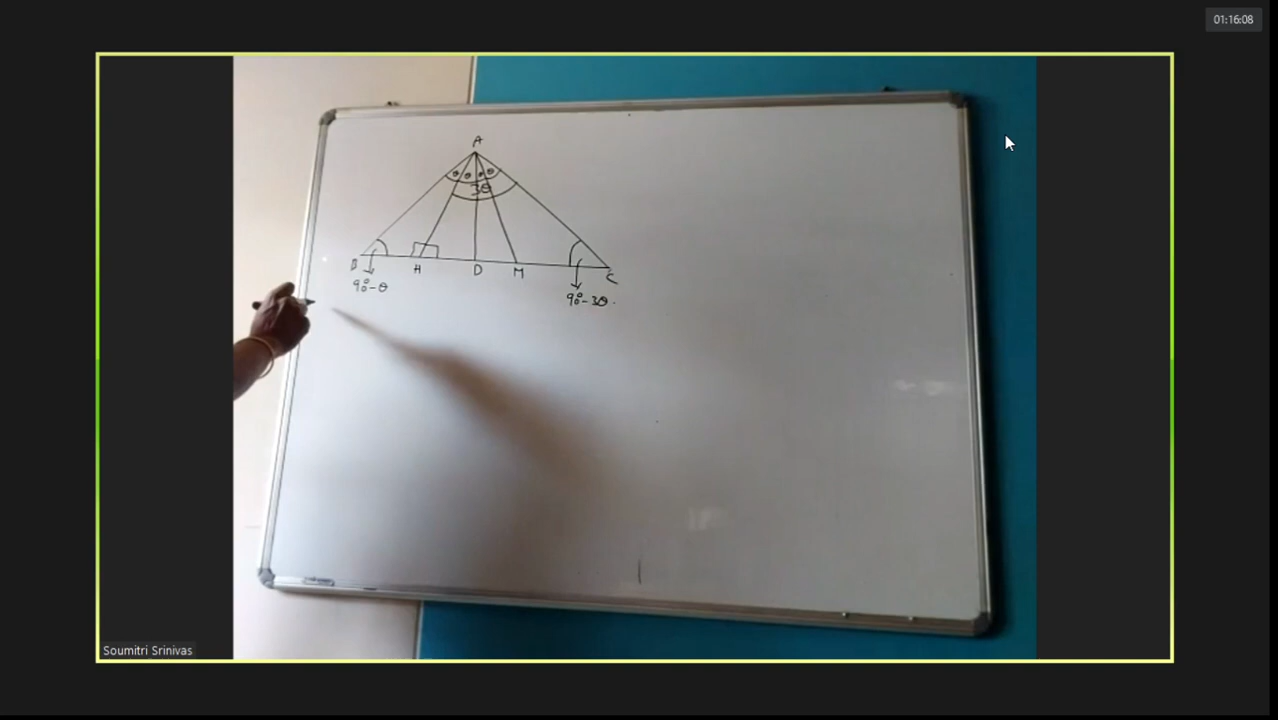 01:16:08
A
θ θ θ θ
3θ
B H D M C
90°-θ
90°-3θ.
Soumitri Srinivas